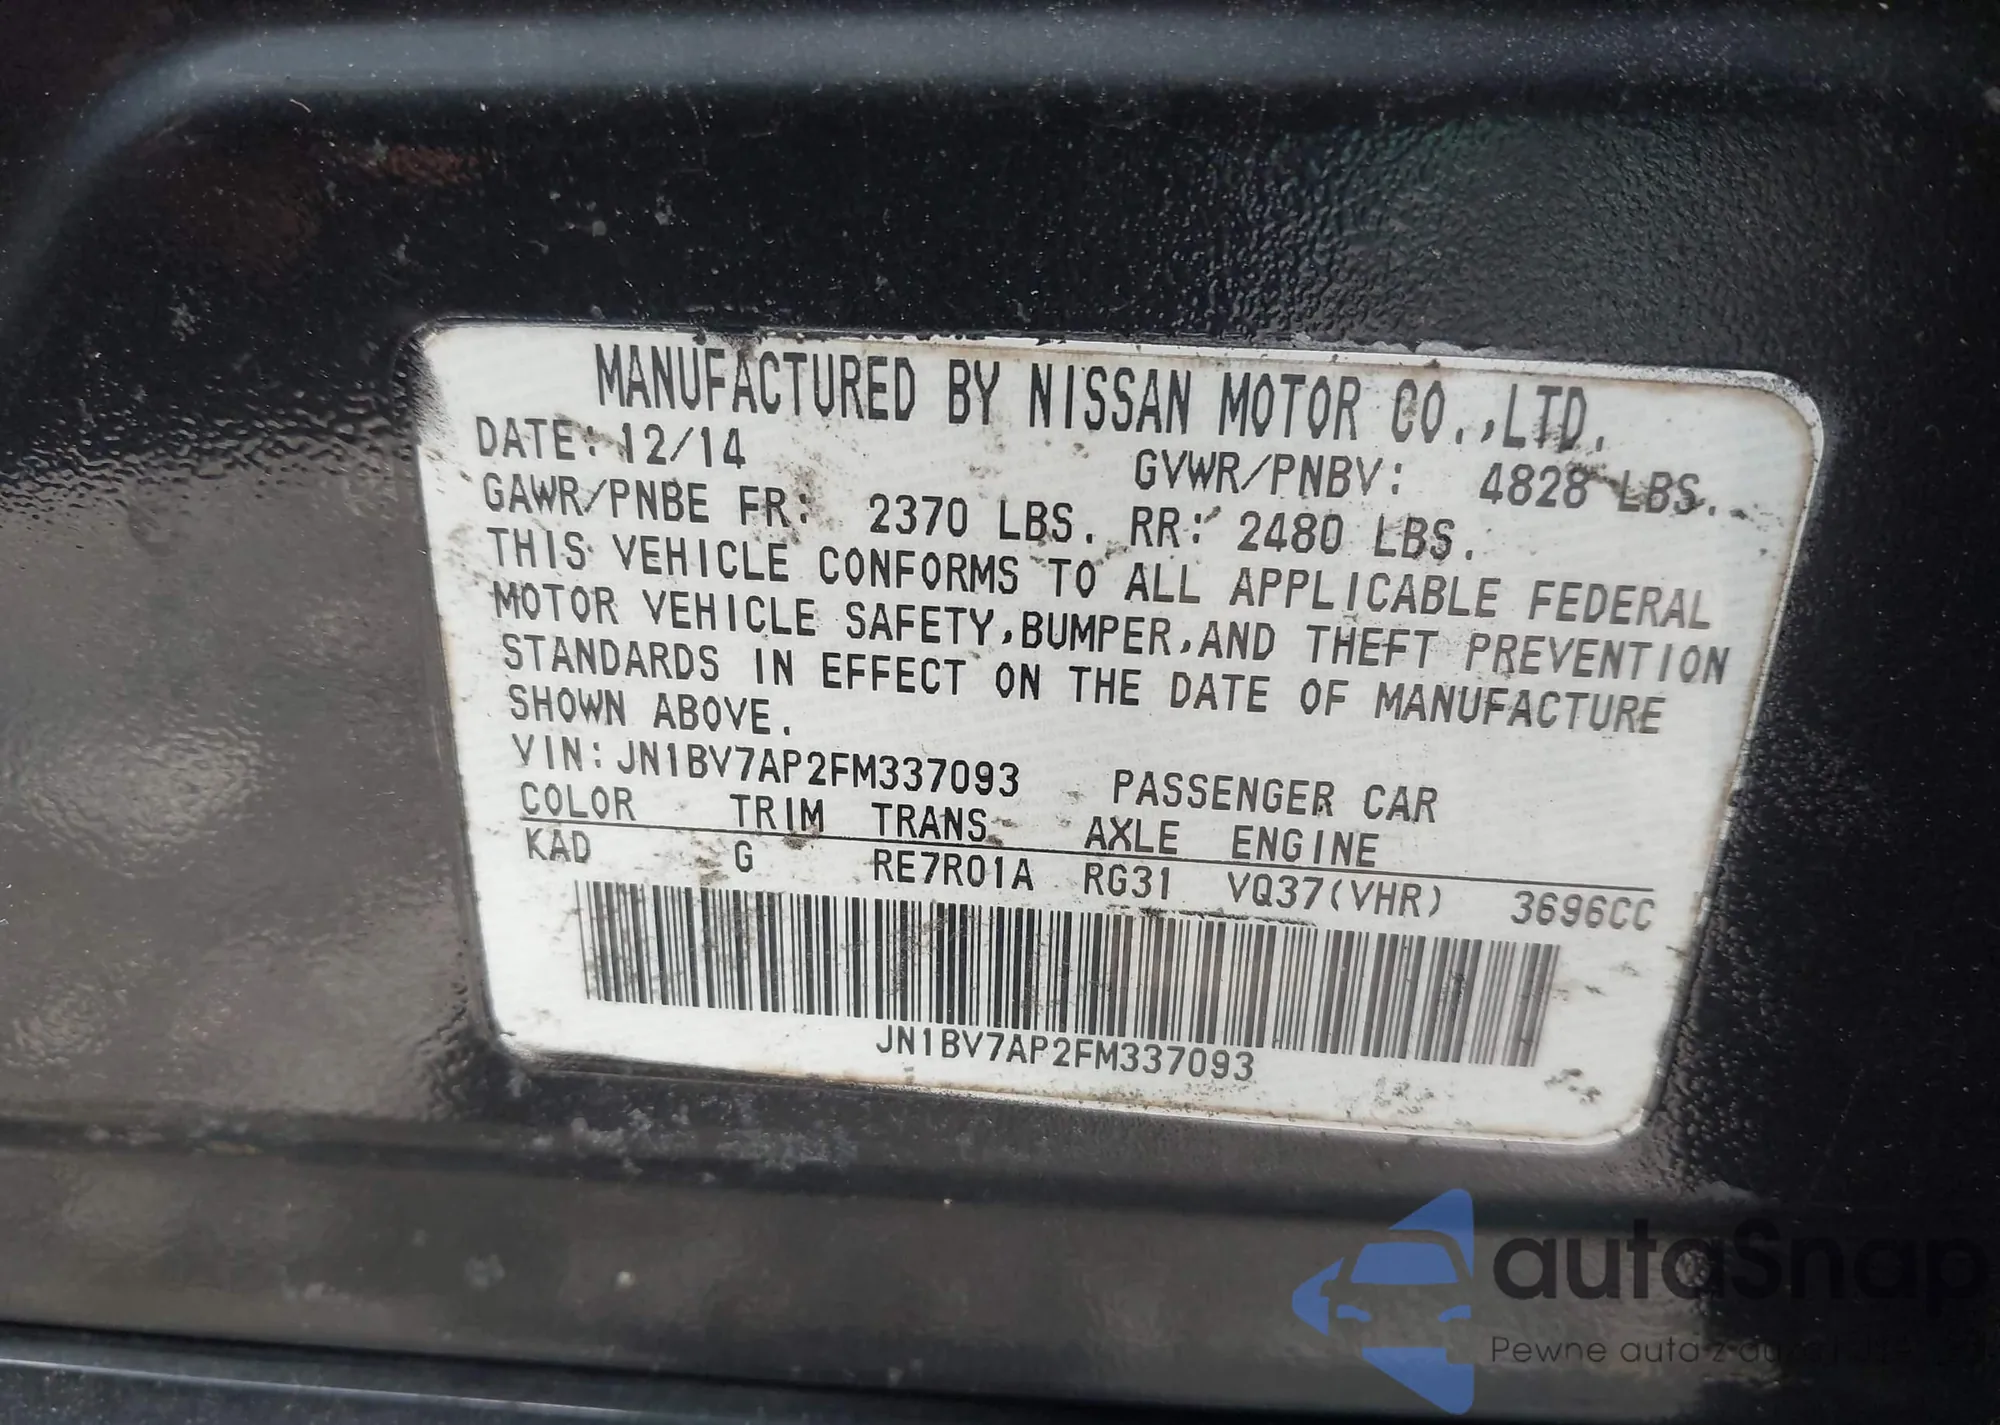 MANUFACTURED BY NISSAN MOTOR CO.,LTD.
DATE: 12/14 GVWR/PNBV: 4828 LBS.
GAWR/PNBE FR: 2370 LBS. RR: 2480 LBS.
THIS VEHICLE CONFORMS TO ALL APPLICABLE FEDERAL
MOTOR VEHICLE SAFETY,BUMPER,AND THEFT PREVENTION
STANDARDS IN EFFECT ON THE DATE OF MANUFACTURE
SHOWN ABOVE.
VIN:JN1BV7AP2FM337093 PASSENGER CAR
COLOR TRIM TRANS AXLE ENGINE
KAD G RE7R01A RG31 VQ37(VHR) 3696CC
JN1BV7AP2FM337093
autaSnap
Pewne auta z